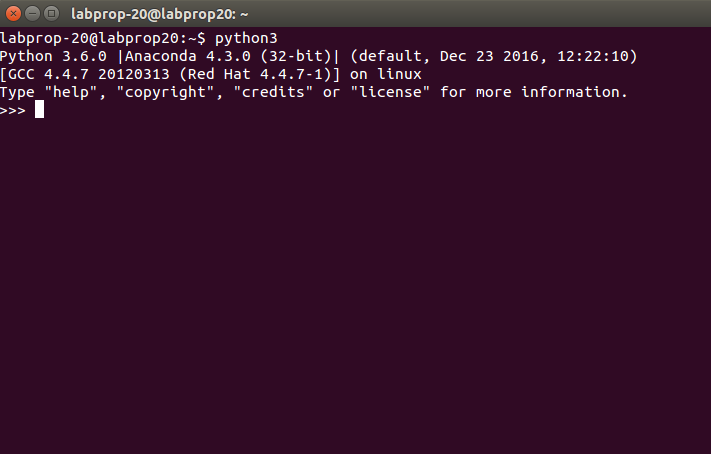 labprop-20@labprop20: ~
labprop-20@labprop20:~$ python3
Python 3.6.0 |Anaconda 4.3.0 (32-bit)| (default, Dec 23 2016, 12:22:10)
[GCC 4.4.7 20120313 (Red Hat 4.4.7-1)] on linux
Type "help", "copyright", "credits" or "license" for more information.
>>>